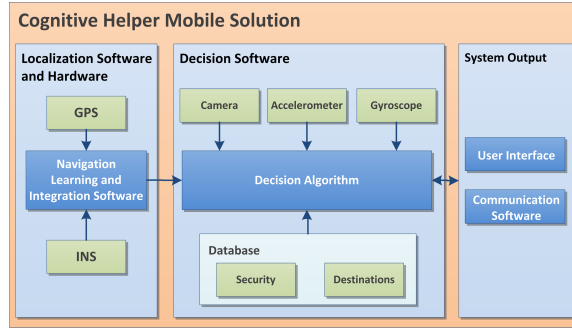 Cognitive Helper Mobile Solution
Localization Software
and Hardware
GPS
Navigation
Learning and
Integration Software
INS
Decision Software
Camera
Accelerometer
Gyroscope
Decision Algorithm
Database
Security
Destinations
System Output
User Interface
Communication
Software